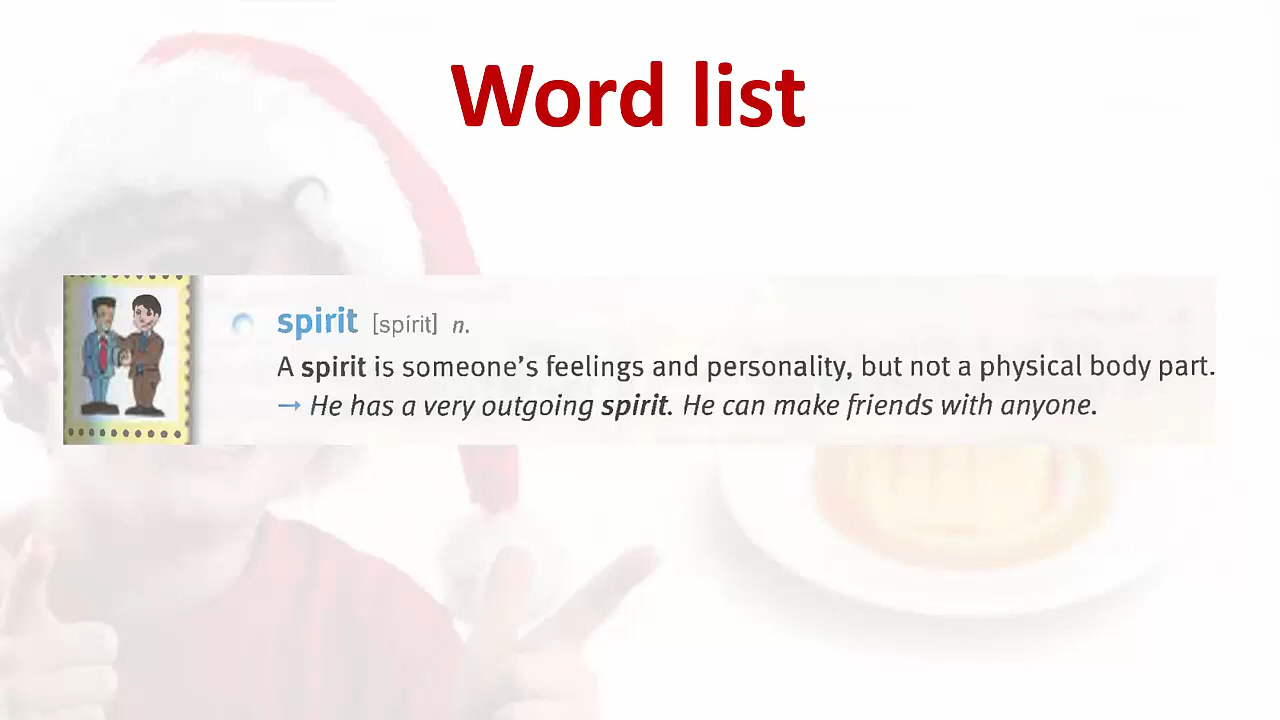 Word list
spirit [spírit] n.
A spirit is someone's feelings and personality, but not a physical body part.
→ He has a very outgoing spirit. He can make friends with anyone.